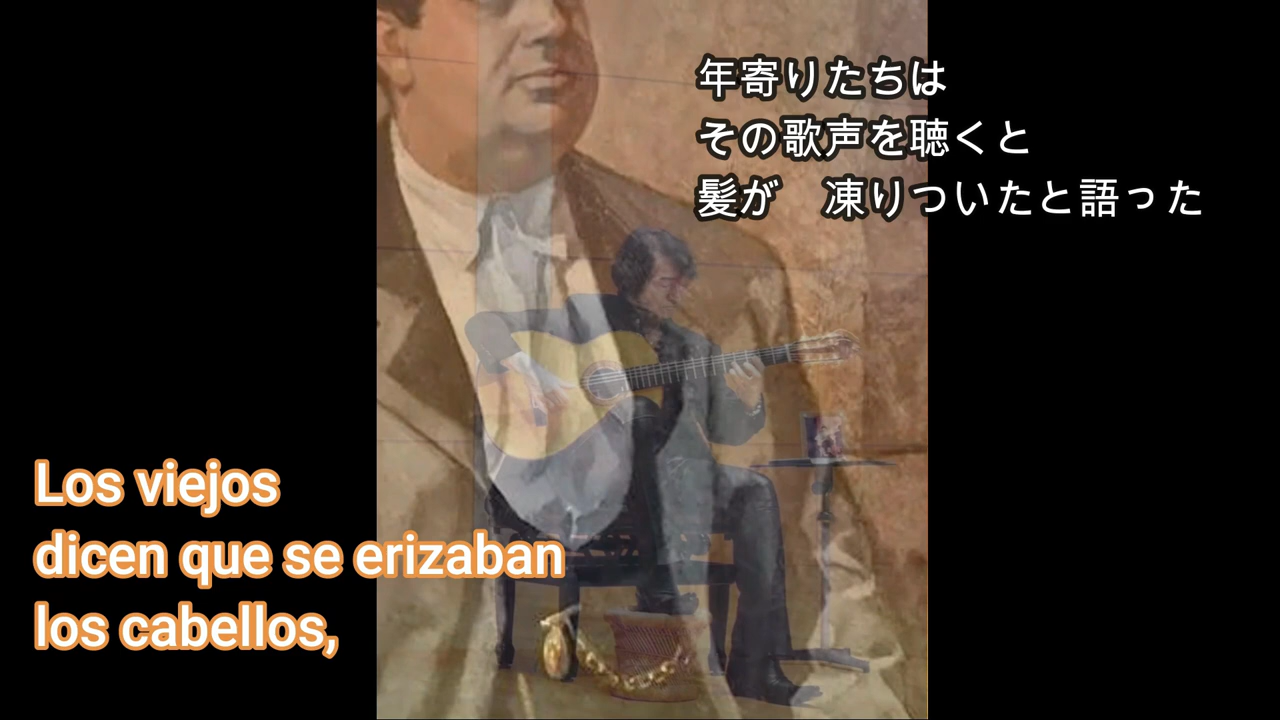 年寄りたちは
その歌声を聴くと
髪が　凍りついたと語った
Los viejos
dicen que se erizaban
los cabellos,